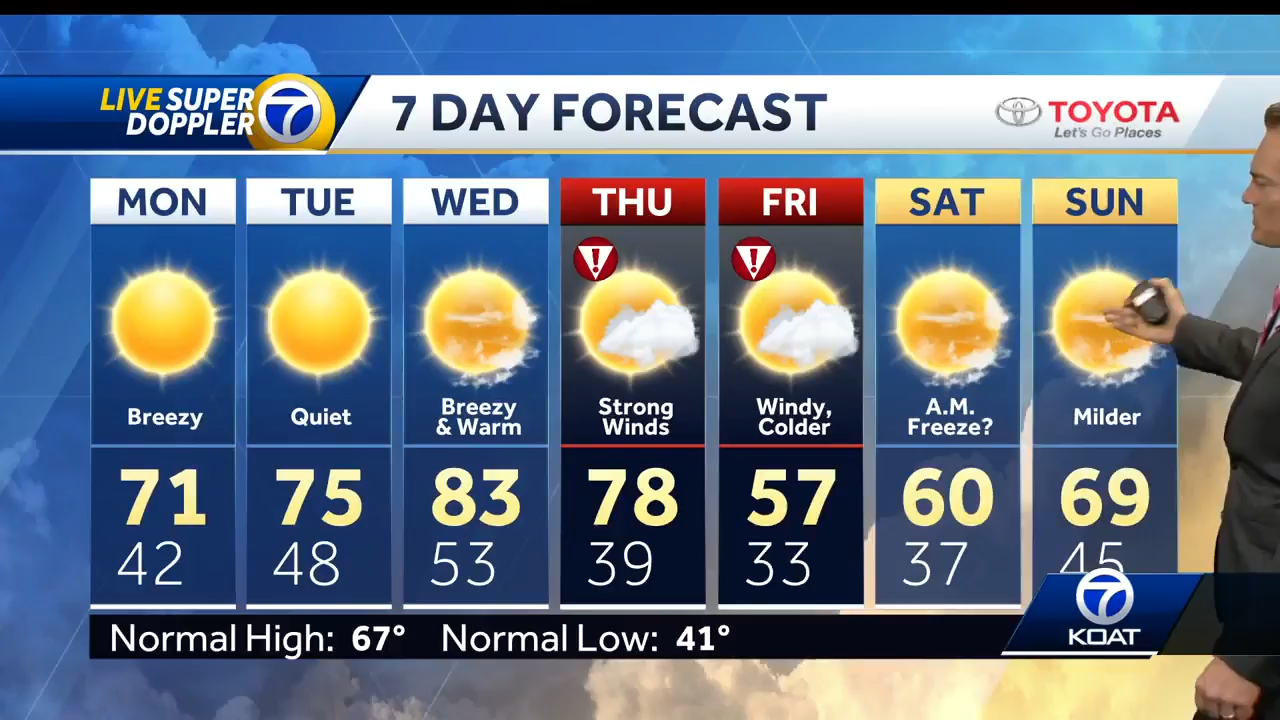 LIVE SUPER
DOPPLER
7
7 DAY FORECAST
TOYOTA
Let's Go Places
MON
TUE
WED
THU
FRI
SAT
SUN
!
!
Breezy
Quiet
Breezy
& Warm
Strong
Winds
Windy,
Colder
A.M.
Freeze?
Milder
71
75
83
78
57
60
69
42
48
53
39
33
37
45
Normal High: 67° Normal Low: 41°
7
KOAT